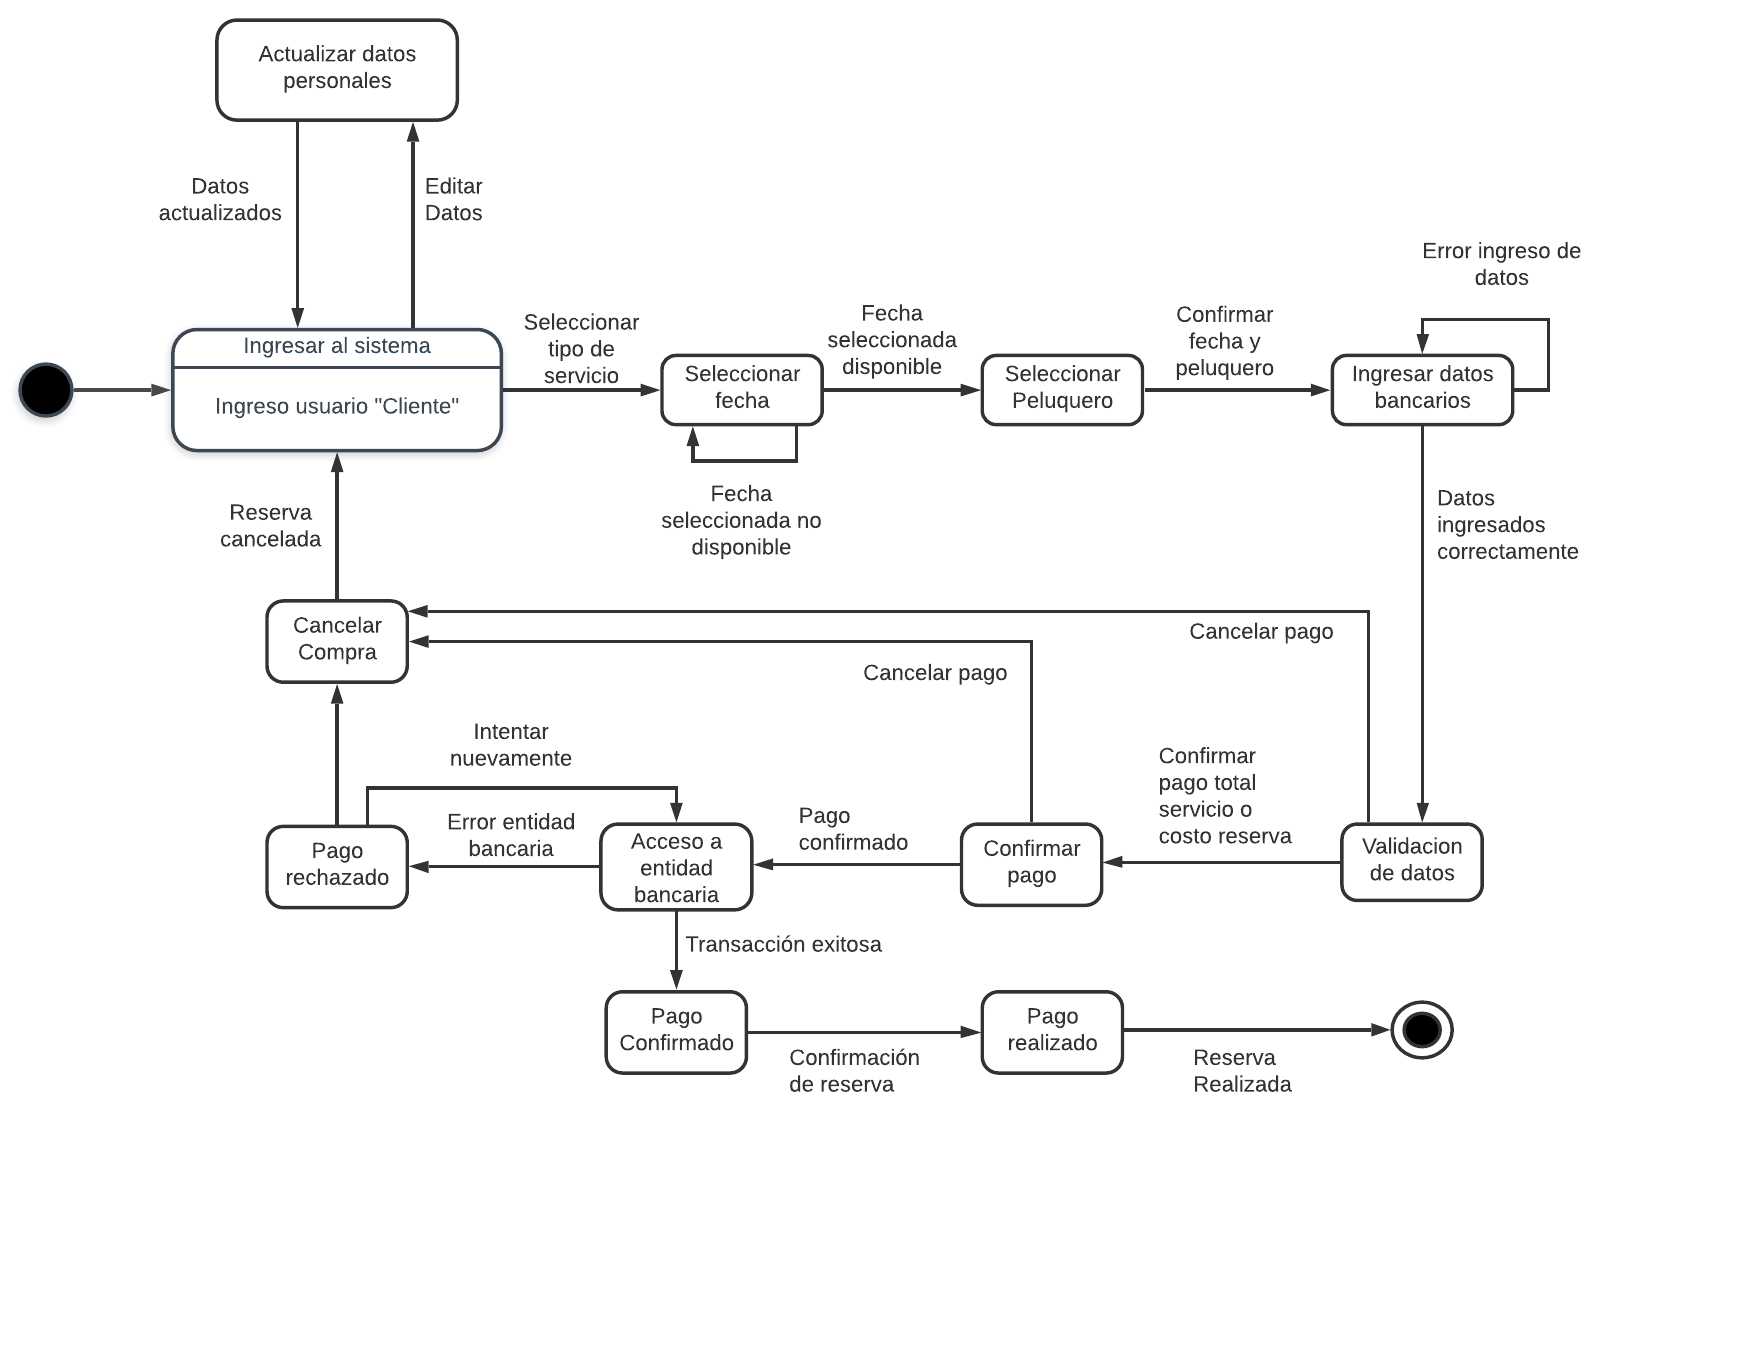 Actualizar datos
personales
Datos
actualizados
Editar
Datos
Ingresar al sistema
Ingreso usuario "Cliente"
Seleccionar
tipo de
servicio
Seleccionar
fecha
Fecha
seleccionada no
disponible
Fecha
seleccionada
disponible
Seleccionar
Peluquero
Confirmar
fecha y
peluquero
Error ingreso de
datos
Ingresar datos
bancarios
Datos
ingresados
correctamente
Reserva
cancelada
Cancelar
Compra
Cancelar pago
Cancelar pago
Intentar
nuevamente
Pago
rechazado
Error entidad
bancaria
Acceso a
entidad
bancaria
Pago
confirmado
Confirmar
pago
Confirmar
pago total
servicio o
costo reserva
Validacion
de datos
Transacción exitosa
Pago
Confirmado
Confirmación
de reserva
Pago
realizado
Reserva
Realizada